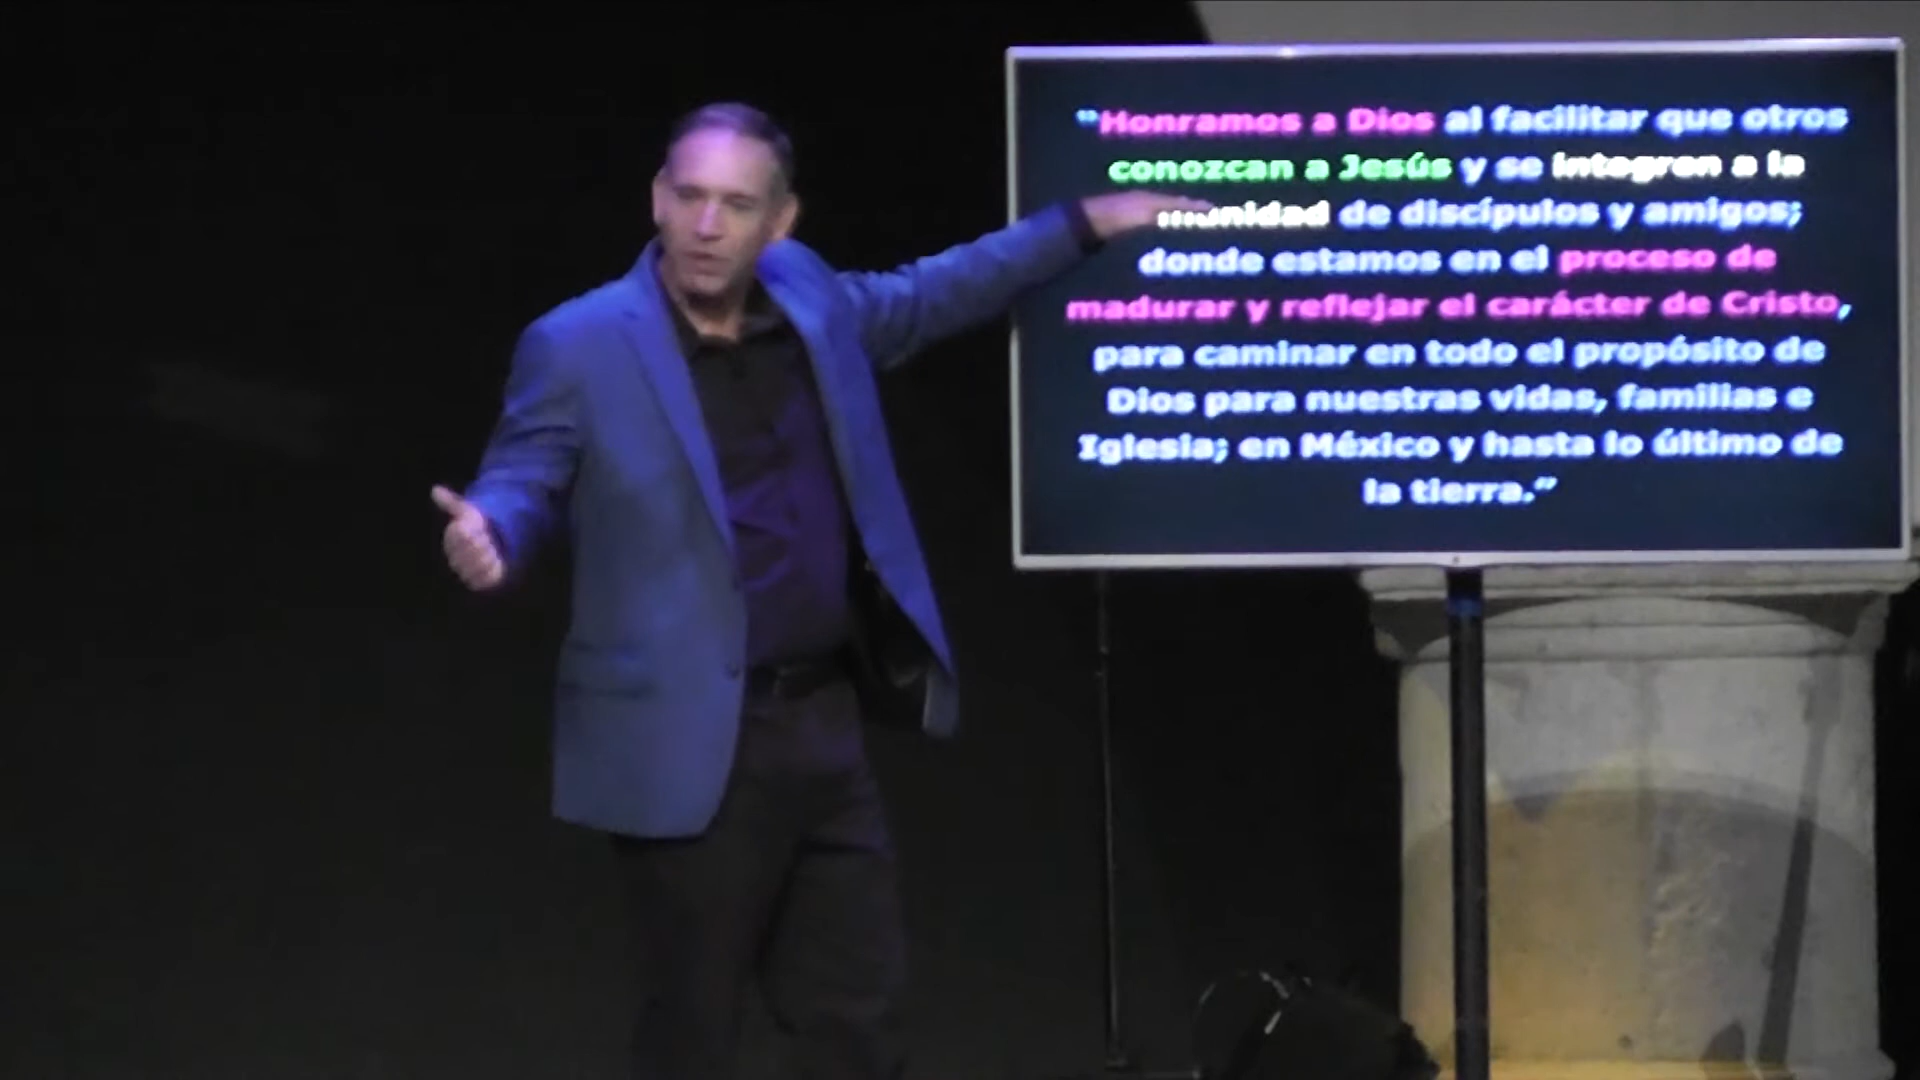 "Honramos a Dios al facilitar que otros
conozcan a Jesús y se integren a la
de discípulos y amigos;
donde estamos en el proceso de
madurar y reflejar el carácter de Cristo,
para caminar en todo el propósito de
Dios para nuestras vidas, familias e
Iglesia; en México y hasta lo último de
la tierra."